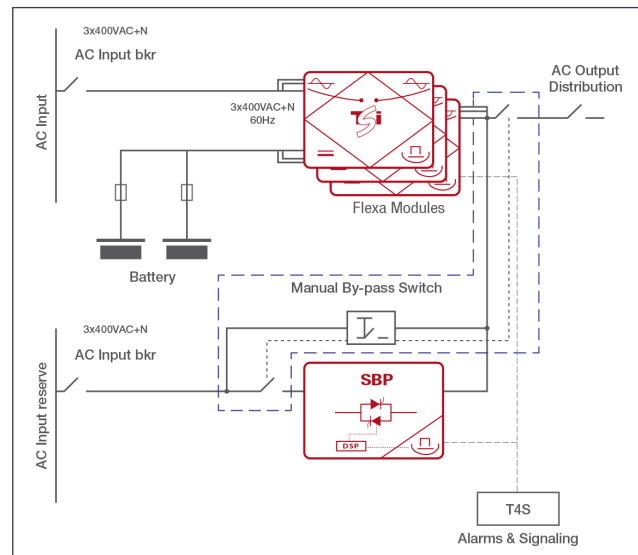 3x400VAC+N
AC Input bkr
AC Input
3x400VAC+N
60Hz
TSi
AC Output
Distribution
Flexa Modules
Battery
Manual By-pass Switch
3x400VAC+N
AC Input bkr
AC Input reserve
SBP
DSP
T4S
Alarms & Signaling